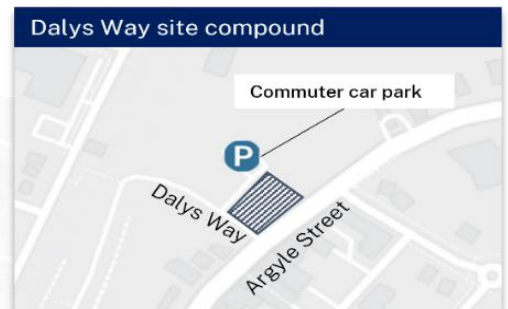 Dalys Way site compound
Commuter car park
P
Dalys Way
Argyle Street